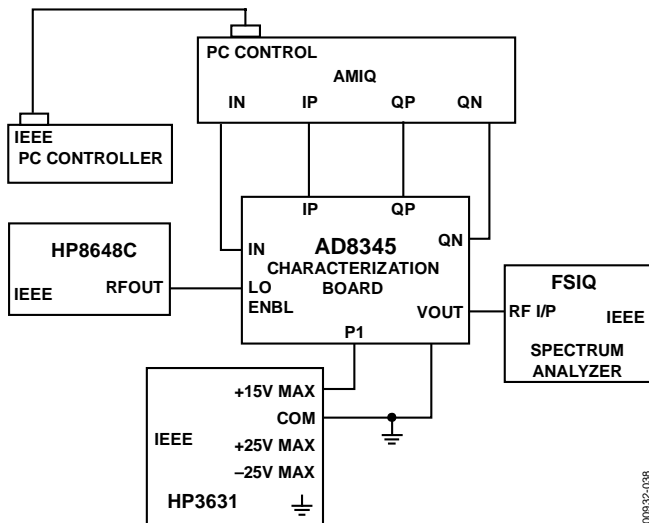 PC CONTROL
AMIQ
IN IP QP QN
IEEE
PC CONTROLLER
IP QP
AD8345
CHARACTERIZATION
BOARD
IN
QN
LO
ENBL
VOUT
P1
HP8648C
IEEE RFOUT
FSIQ
RF I/P IEEE
SPECTRUM
ANALYZER
+15V MAX
COM
IEEE
+25V MAX
–25V MAX
HP3631
00932-038